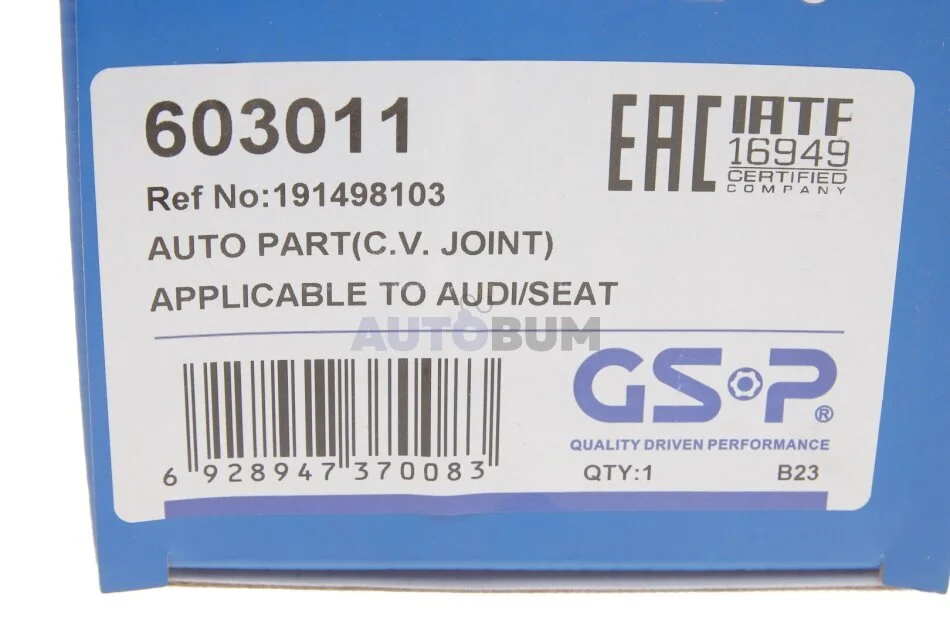 603011
Ref No:191498103
AUTO PART(C.V. JOINT)
APPLICABLE TO AUDI/SEAT
EAC
IATF
16949
CERTIFIED
COMPANY
AUTOBUM
GSP®
QUALITY DRIVEN PERFORMANCE
QTY:1 B23
6 928947 370083